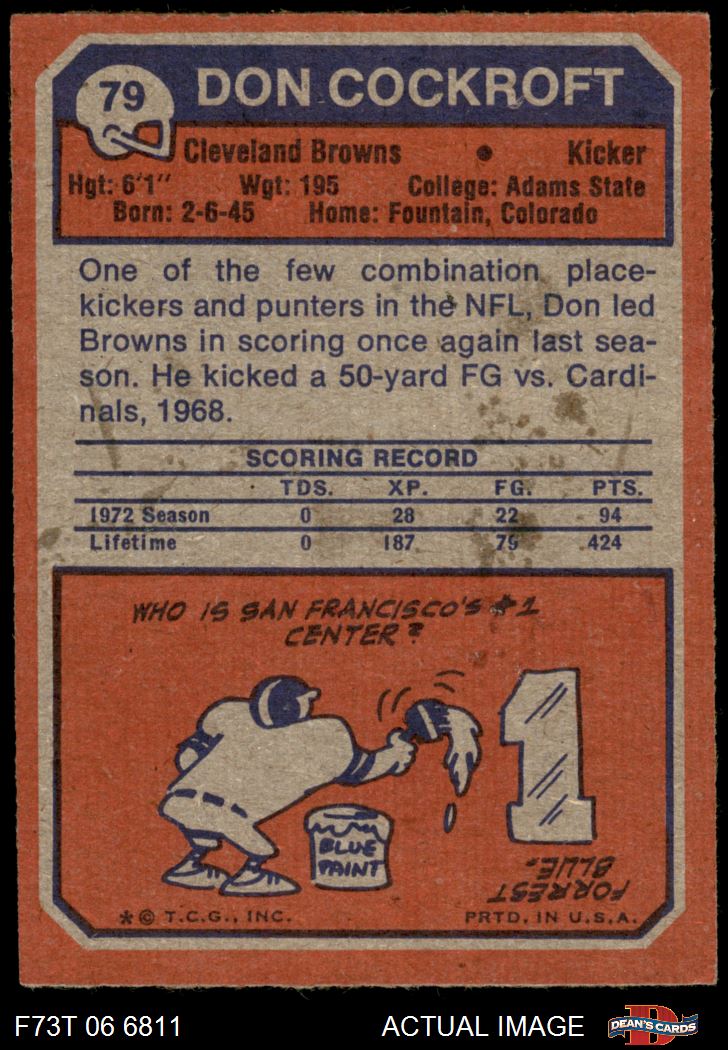 79 DON COCKROFT
Cleveland Browns • Kicker
Hgt: 6'1" Wgt: 195 College: Adams State
Born: 2-6-45 Home: Fountain, Colorado
One of the few combination place-
kickers and punters in the NFL, Don led
Browns in scoring once again last sea-
son. He kicked a 50-yard FG vs. Cardi-
nals, 1968.
SCORING RECORD
TDS. XP. FG. PTS.
1972 Season 0 28 22 94
Lifetime 0 187 79 424
WHO IS SAN FRANCISCO'S #1
CENTER?
1
BLUE
PAINT
FORREST
BLUE.
* © T.C.G., INC. PRTD. IN U.S.A.
F73T 06 6811 ACTUAL IMAGE D DEAN'S CARDS